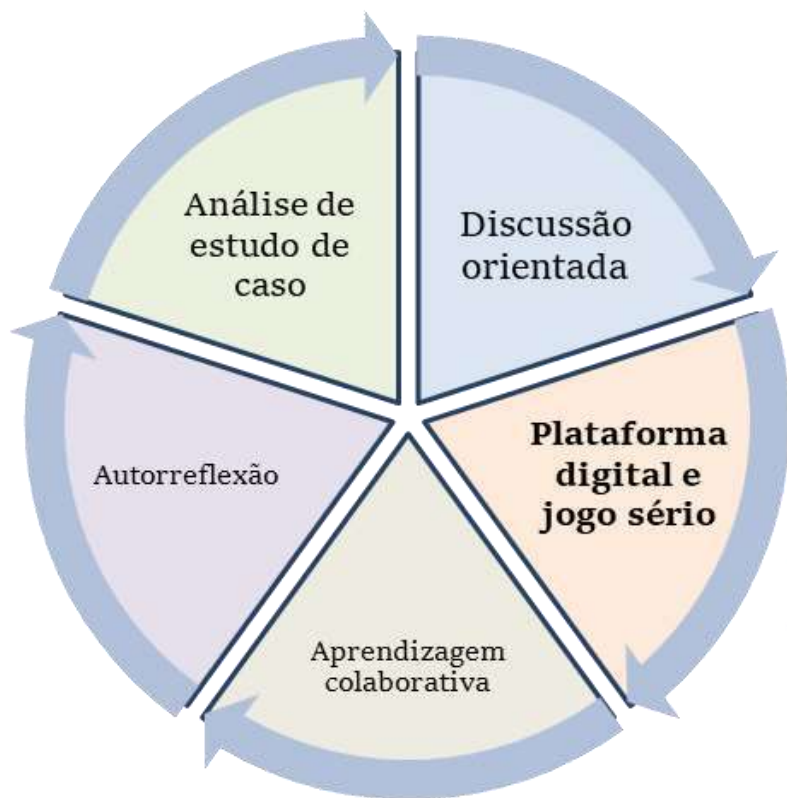 Análise de
estudo de
caso
Discussão
orientada
Plataforma
digital e
jogo sério
Aprendizagem
colaborativa
Autorreflexão